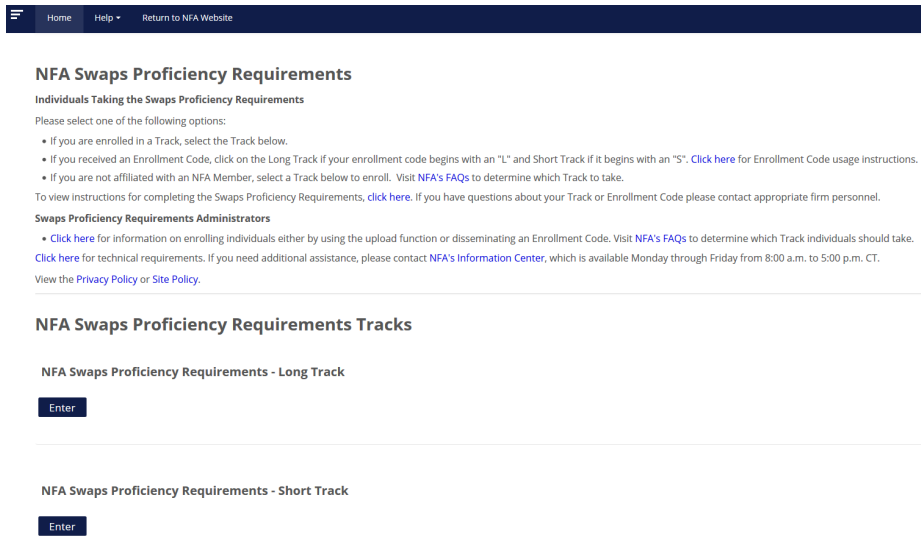 Home Help Return to NFA Website
NFA Swaps Proficiency Requirements
Individuals Taking the Swaps Proficiency Requirements
Please select one of the following options:
• If you are enrolled in a Track, select the Track below.
• If you received an Enrollment Code, click on the Long Track if your enrollment code begins with an "L" and Short Track if it begins with an "S". Click here for Enrollment Code usage instructions.
• If you are not affiliated with an NFA Member, select a Track below to enroll. Visit NFA's FAQs to determine which Track to take.
To view instructions for completing the Swaps Proficiency Requirements, click here. If you have questions about your Track or Enrollment Code please contact appropriate firm personnel.
Swaps Proficiency Requirements Administrators
• Click here for information on enrolling individuals either by using the upload function or disseminating an Enrollment Code. Visit NFA's FAQs to determine which Track individuals should take.
Click here for technical requirements. If you need additional assistance, please contact NFA's Information Center, which is available Monday through Friday from 8:00 a.m. to 5:00 p.m. CT.
View the Privacy Policy or Site Policy.
NFA Swaps Proficiency Requirements Tracks
NFA Swaps Proficiency Requirements - Long Track
Enter
NFA Swaps Proficiency Requirements - Short Track
Enter